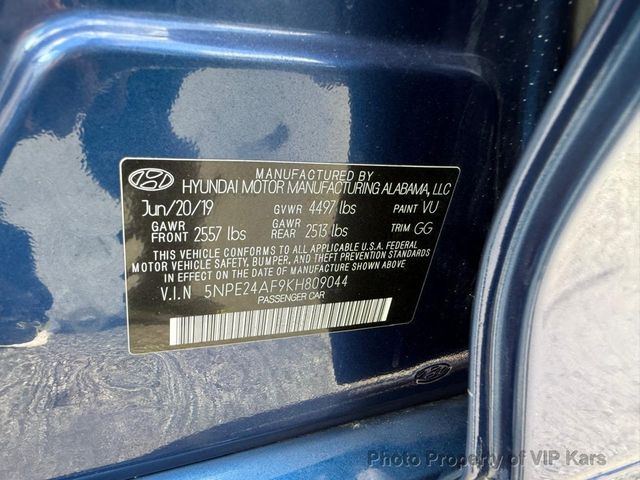 MANUFACTURED BY
HYUNDAI MOTOR MANUFACTURING ALABAMA, LLC
Jun/20/19 GVWR 4497 lbs PAINT VU
GAWR FRONT 2557 lbs GAWR REAR 2513 lbs TRIM GG
THIS VEHICLE CONFORMS TO ALL APPLICABLE U.S.A. FEDERAL
MOTOR VEHICLE SAFETY, BUMPER, AND THEFT PREVENTION STANDARDS
IN EFFECT ON THE DATE OF MANUFACTURE SHOWN ABOVE.
V.I.N 5NPE24AF9KH809044
PASSENGER CAR
Photo Property of VIP Kars